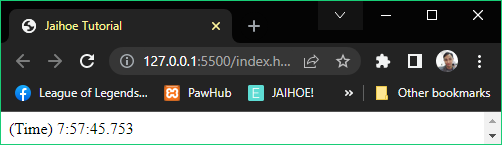 Jaihoe Tutorial
127.0.0.1:5500/index.h...
League of Legends... PawHub E JAIHOE! Other bookmarks
(Time) 7:57:45.753